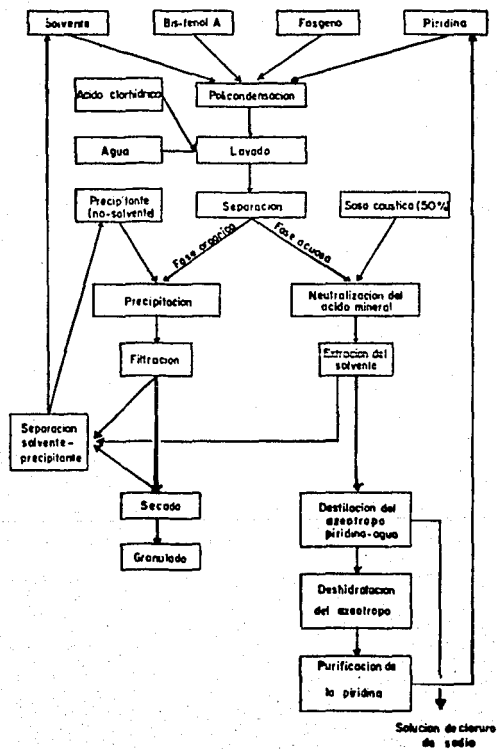 Solvente
Bis-fenol A
Fosgeno
Piridina
Acido clorhidrico
Policondensacion
Agua
Lavado
Precipitante
(no-solvente)
Separacion
Sosa caustica (50%)
Fase organica
Fase acuosa
Precipitacion
Neutralizacion del
acido mineral
Filtracion
Extracion del
solvente
Separacion
solvente-
precipitante
Secado
Destilacion del
azeotropo
piridina-agua
Granulado
Deshidratacion
del azeotropo
Purificacion de
la piridina
Solucion de cloruro
de sodio